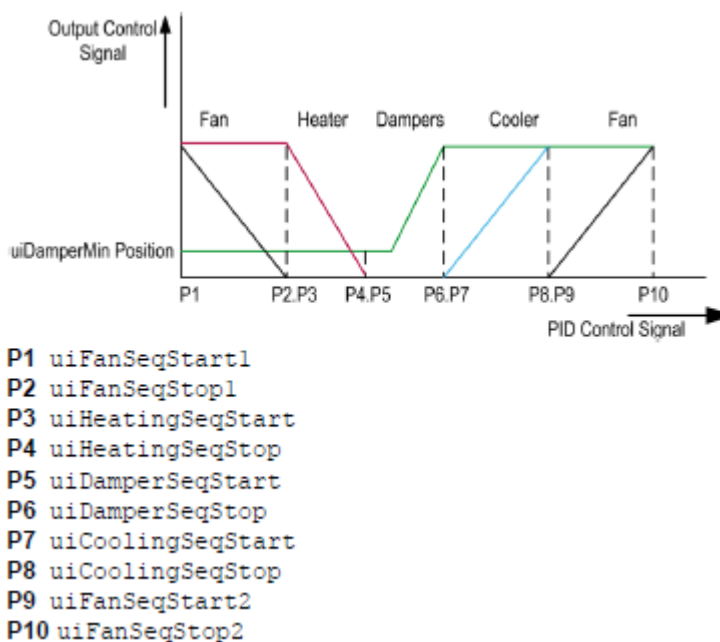 Output Control
Signal
Fan Heater Dampers Cooler Fan
uiDamperMin Position
P1 P2.P3 P4.P5 P6.P7 P8.P9 P10
PID Control Signal
P1 uiFanSeqStart1
P2 uiFanSeqStop1
P3 uiHeatingSeqStart
P4 uiHeatingSeqStop
P5 uiDamperSeqStart
P6 uiDamperSeqStop
P7 uiCoolingSeqStart
P8 uiCoolingSeqStop
P9 uiFanSeqStart2
P10 uiFanSeqStop2